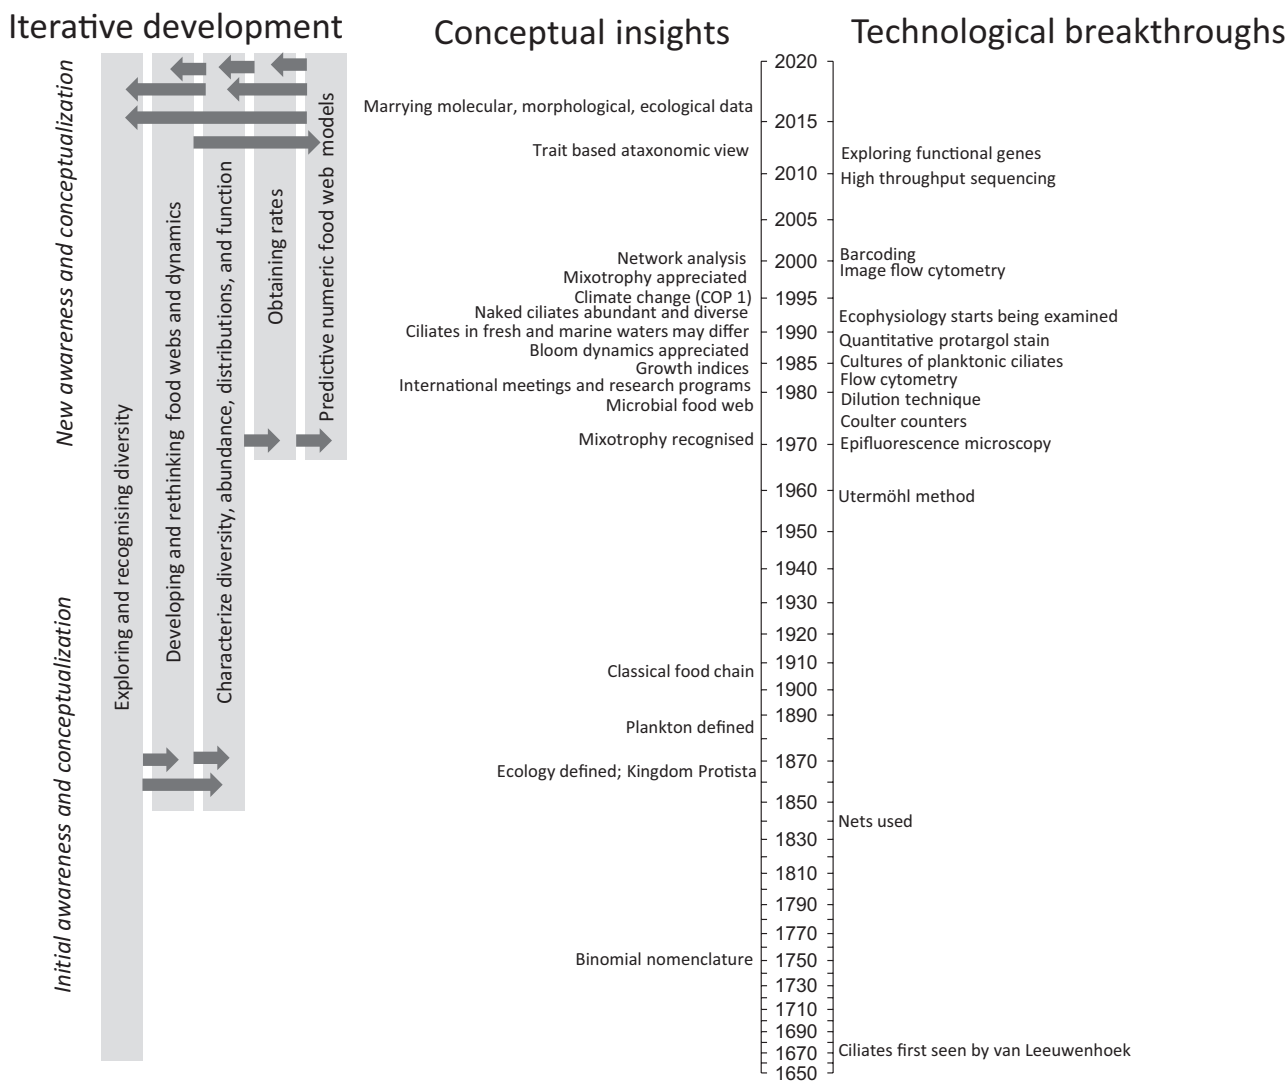 Iterative development
Conceptual insights
Technological breakthroughs
New awareness and conceptualization
Initial awareness and conceptualization
Exploring and recognising diversity
Developing and rethinking food webs and dynamics
Characterize diversity, abundance, distributions, and function
Obtaining rates
Predictive numeric food web models
Marrying molecular, morphological, ecological data
Trait based ataxonomic view
Network analysis
Mixotrophy appreciated
Climate change (COP 1)
Naked ciliates abundant and diverse
Ciliates in fresh and marine waters may differ
Bloom dynamics appreciated
Growth indices
International meetings and research programs
Microbial food web
Mixotrophy recognised
Classical food chain
Plankton defined
Ecology defined; Kingdom Protista
Binomial nomenclature
2020
2015
2010
2005
2000
1995
1990
1985
1980
1970
1960
1950
1940
1930
1920
1910
1900
1890
1870
1850
1830
1810
1790
1770
1750
1730
1710
1690
1670
1650
Exploring functional genes
High throughput sequencing
Barcoding
Image flow cytometry
Ecophysiology starts being examined
Quantitative protargol stain
Cultures of planktonic ciliates
Flow cytometry
Dilution technique
Coulter counters
Epifluorescence microscopy
Utermöhl method
Nets used
Ciliates first seen by van Leeuwenhoek